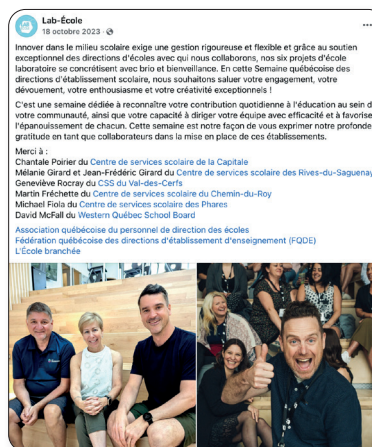 Lab-École
18 octobre 2023 ·
Innover dans le milieu scolaire exige une gestion rigoureuse et flexible et grâce au soutien
exceptionnel des directions d'écoles avec qui nous collaborons, nos six projets d'école
laboratoire se concrétisent avec brio et bienveillance. En cette Semaine québécoise des
directions d'établissement scolaire, nous souhaitons saluer votre engagement, votre
dévouement, votre enthousiasme et votre créativité exceptionnels !
C'est une semaine dédiée à reconnaître votre contribution quotidienne à l'éducation au sein d
votre communauté, ainsi que votre capacité à diriger votre équipe avec efficacité et à favorise
l'épanouissement de chacun. Cette semaine est notre façon de vous exprimer notre profonde
gratitude en tant que collaborateurs dans la mise en place de ces établissements.
Merci à :
Chantale Poirier du Centre de services scolaire de la Capitale
Mélanie Girard et Jean-Frédéric Girard du Centre de services scolaire des Rives-du-Saguenay
Geneviève Rocray du CSS du Val-des-Cerfs
Martin Fréchette du Centre de services scolaire du Chemin-du-Roy
Michael Fiola du Centre de services scolaire des Phares
David McFall du Western Québec School Board
Association québécoise du personnel de direction des écoles
Fédération québécoise des directions d'établissement d'enseignement (FQDE)
L'École branchée